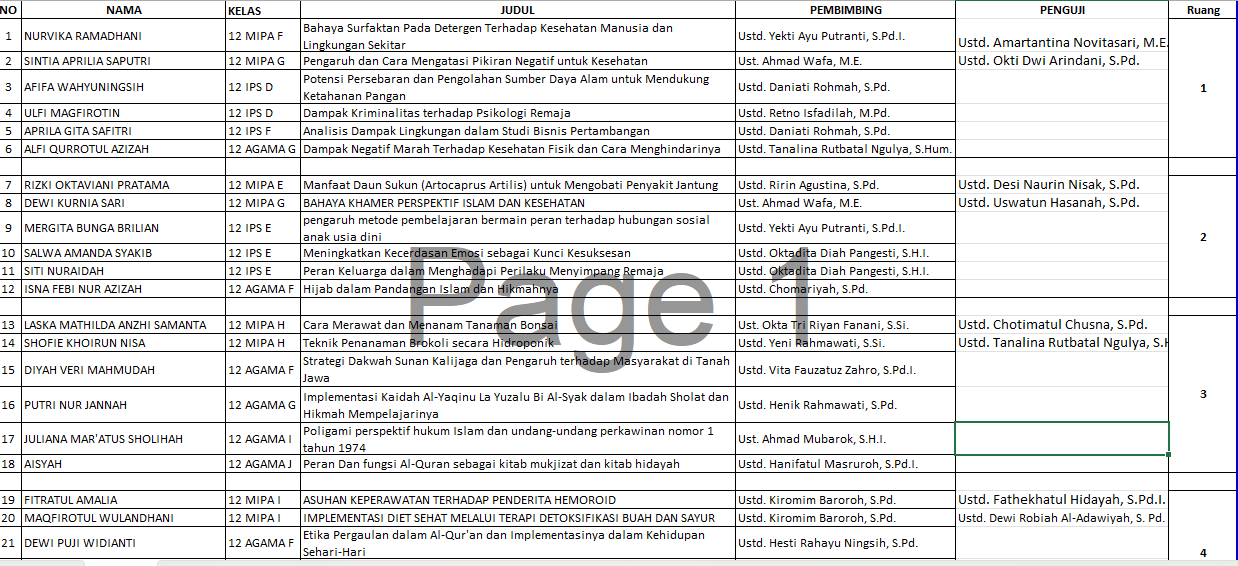 NO NAMA KELAS JUDUL PEMBIMBING PENGUJI Ruang
1 NURVIKA RAMADHANI 12 MIPA F Bahaya Surfaktan Pada Detergen Terhadap Kesehatan Manusia dan
Lingkungan Sekitar Ustd. Yekti Ayu Putranti, S.Pd.I. Ustd. Amartantina Novitasari, M.E.
2 SINTIA APRILIA SAPUTRI 12 MIPA G Pengaruh dan Cara Mengatasi Pikiran Negatif untuk Kesehatan Ust. Ahmad Wafa, M.E. Ustd. Okti Dwi Arindani, S.Pd.
3 AFIFA WAHYUNINGSIH 12 IPS D Potensi Persebaran dan Pengolahan Sumber Daya Alam untuk Mendukung
Ketahanan Pangan Ustd. Daniati Rohmah, S.Pd. 1
4 ULFI MAGFIROTIN 12 IPS D Dampak Kriminalitas terhadap Psikologi Remaja Ustd. Retno Isfadilah, M.Pd.
5 APRILA GITA SAFITRI 12 IPS F Analisis Dampak Lingkungan dalam Studi Bisnis Pertambangan Ustd. Daniati Rohmah, S.Pd.
6 ALFI QURROTUL AZIZAH 12 AGAMA G Dampak Negatif Marah Terhadap Kesehatan Fisik dan Cara Menghindarinya Ustd. Tanalina Rutbatal Ngulya, S.Hum.
7 RIZKI OKTAVIANI PRATAMA 12 MIPA E Manfaat Daun Sukun (Artocaprus Artilis) untuk Mengobati Penyakit Jantung Ustd. Ririn Agustina, S.Pd. Ustd. Desi Naurin Nisak, S.Pd.
8 DEWI KURNIA SARI 12 MIPA G BAHAYA KHAMER PERSPEKTIF ISLAM DAN KESEHATAN Ust. Ahmad Wafa, M.E. Ustd. Uswatun Hasanah, S.Pd.
9 MERGITA BUNGA BRILIAN 12 IPS E pengaruh metode pembelajaran bermain peran terhadap hubungan sosial
anak usia dini Ustd. Yekti Ayu Putranti, S.Pd.I. 2
10 SALWA AMANDA SYAKIB 12 IPS E Meningkatkan Kecerdasan Emosi sebagai Kunci Kesuksesan Ustd. Oktadita Diah Pangesti, S.H.I.
11 SITI NURAIDAH 12 IPS E Peran Keluarga dalam Menghadapi Perilaku Menyimpang Remaja Ustd. Oktadita Diah Pangesti, S.H.I.
12 ISNA FEBI NUR AZIZAH 12 AGAMA F Hijab dalam Pandangan Islam dan Hikmahnya Ustd. Chomariyah, S.Pd.
Page 1
13 LASKA MATHILDA ANZHI SAMANTA 12 MIPA H Cara Merawat dan Menanam Tanaman Bonsai Ust. Okta Tri Riyan Fanani, S.Si. Ustd. Chotimatul Chusna, S.Pd.
14 SHOFIE KHOIRUN NISA 12 MIPA H Teknik Penanaman Brokoli secara Hidroponik Ustd. Yeni Rahmawati, S.Si. Ustd. Tanalina Rutbatal Ngulya, S.H
15 DIYAH VERI MAHMUDAH 12 AGAMA F Strategi Dakwah Sunan Kalijaga dan Pengaruh terhadap Masyarakat di Tanah
Jawa Ustd. Vita Fauzatuz Zahro, S.Pd.I.
16 PUTRI NUR JANNAH 12 AGAMA G Implementasi Kaidah Al-Yaqinu La Yuzalu Bi Al-Syak dalam Ibadah Sholat dan
Hikmah Mempelajarinya Ustd. Henik Rahmawati, S.Pd. 3
17 JULIANA MAR'ATUS SHOLIHAH 12 AGAMA I Poligami perspektif hukum Islam dan undang-undang perkawinan nomor 1
tahun 1974 Ust. Ahmad Mubarok, S.H.I.
18 AISYAH 12 AGAMA J Peran Dan fungsi Al-Quran sebagai kitab mukjizat dan kitab hidayah Ustd. Hanifatul Masruroh, S.Pd.I.
19 FITRATUL AMALIA 12 MIPA I ASUHAN KEPERAWATAN TERHADAP PENDERITA HEMOROID Ustd. Kiromim Baroroh, S.Pd. Ustd. Fathekhatul Hidayah, S.Pd.I.
20 MAQFIROTUL WULANDHANI 12 MIPA I IMPLEMENTASI DIET SEHAT MELALUI TERAPI DETOKSIFIKASI BUAH DAN SAYUR Ustd. Kiromim Baroroh, S.Pd. Ustd. Dewi Robiah Al-Adawiyah, S. Pd.
21 DEWI PUJI WIDIANTI 12 AGAMA F Etika Pergaulan dalam Al-Qur'an dan Implementasinya dalam Kehidupan
Sehari-Hari Ustd. Hesti Rahayu Ningsih, S.Pd. 4